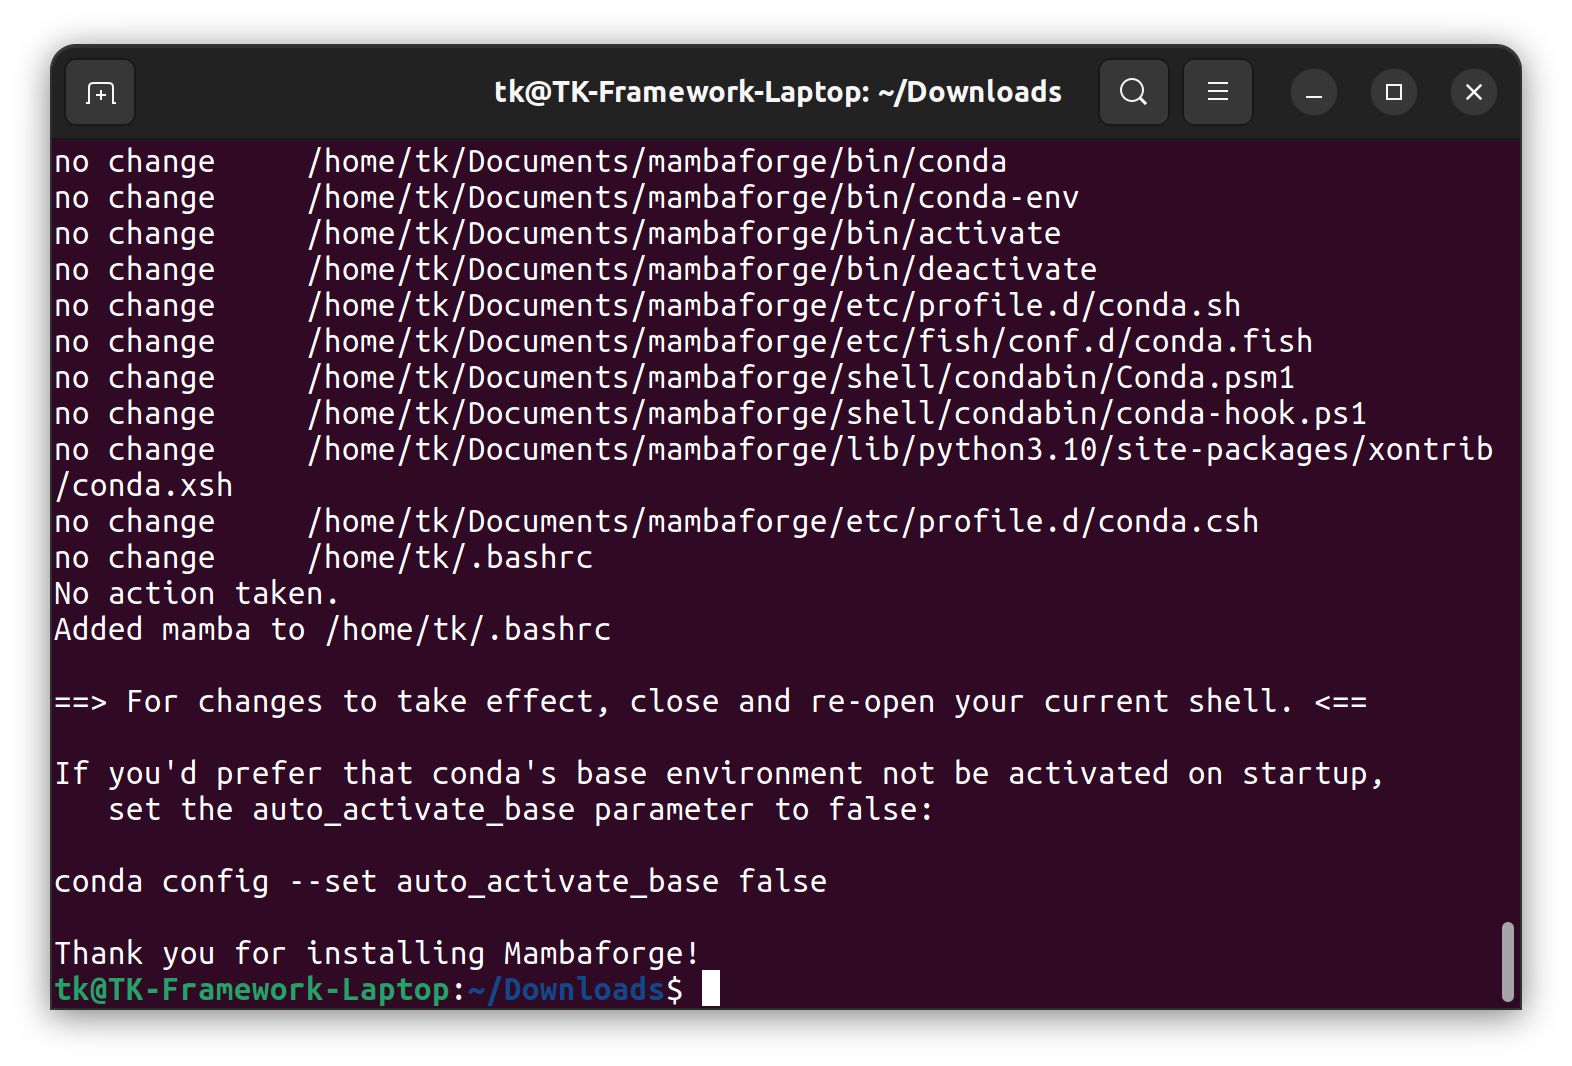 tk@TK-Framework-Laptop: ~/Downloads
no change     /home/tk/Documents/mambaforge/bin/conda
no change     /home/tk/Documents/mambaforge/bin/conda-env
no change     /home/tk/Documents/mambaforge/bin/activate
no change     /home/tk/Documents/mambaforge/bin/deactivate
no change     /home/tk/Documents/mambaforge/etc/profile.d/conda.sh
no change     /home/tk/Documents/mambaforge/etc/fish/conf.d/conda.fish
no change     /home/tk/Documents/mambaforge/shell/condabin/Conda.psm1
no change     /home/tk/Documents/mambaforge/shell/condabin/conda-hook.ps1
no change     /home/tk/Documents/mambaforge/lib/python3.10/site-packages/xontrib
/conda.xsh
no change     /home/tk/Documents/mambaforge/etc/profile.d/conda.csh
no change     /home/tk/.bashrc
No action taken.
Added mamba to /home/tk/.bashrc
==> For changes to take effect, close and re-open your current shell. <==
If you'd prefer that conda's base environment not be activated on startup,
   set the auto_activate_base parameter to false:
conda config --set auto_activate_base false
Thank you for installing Mambaforge!
tk@TK-Framework-Laptop:~/Downloads$